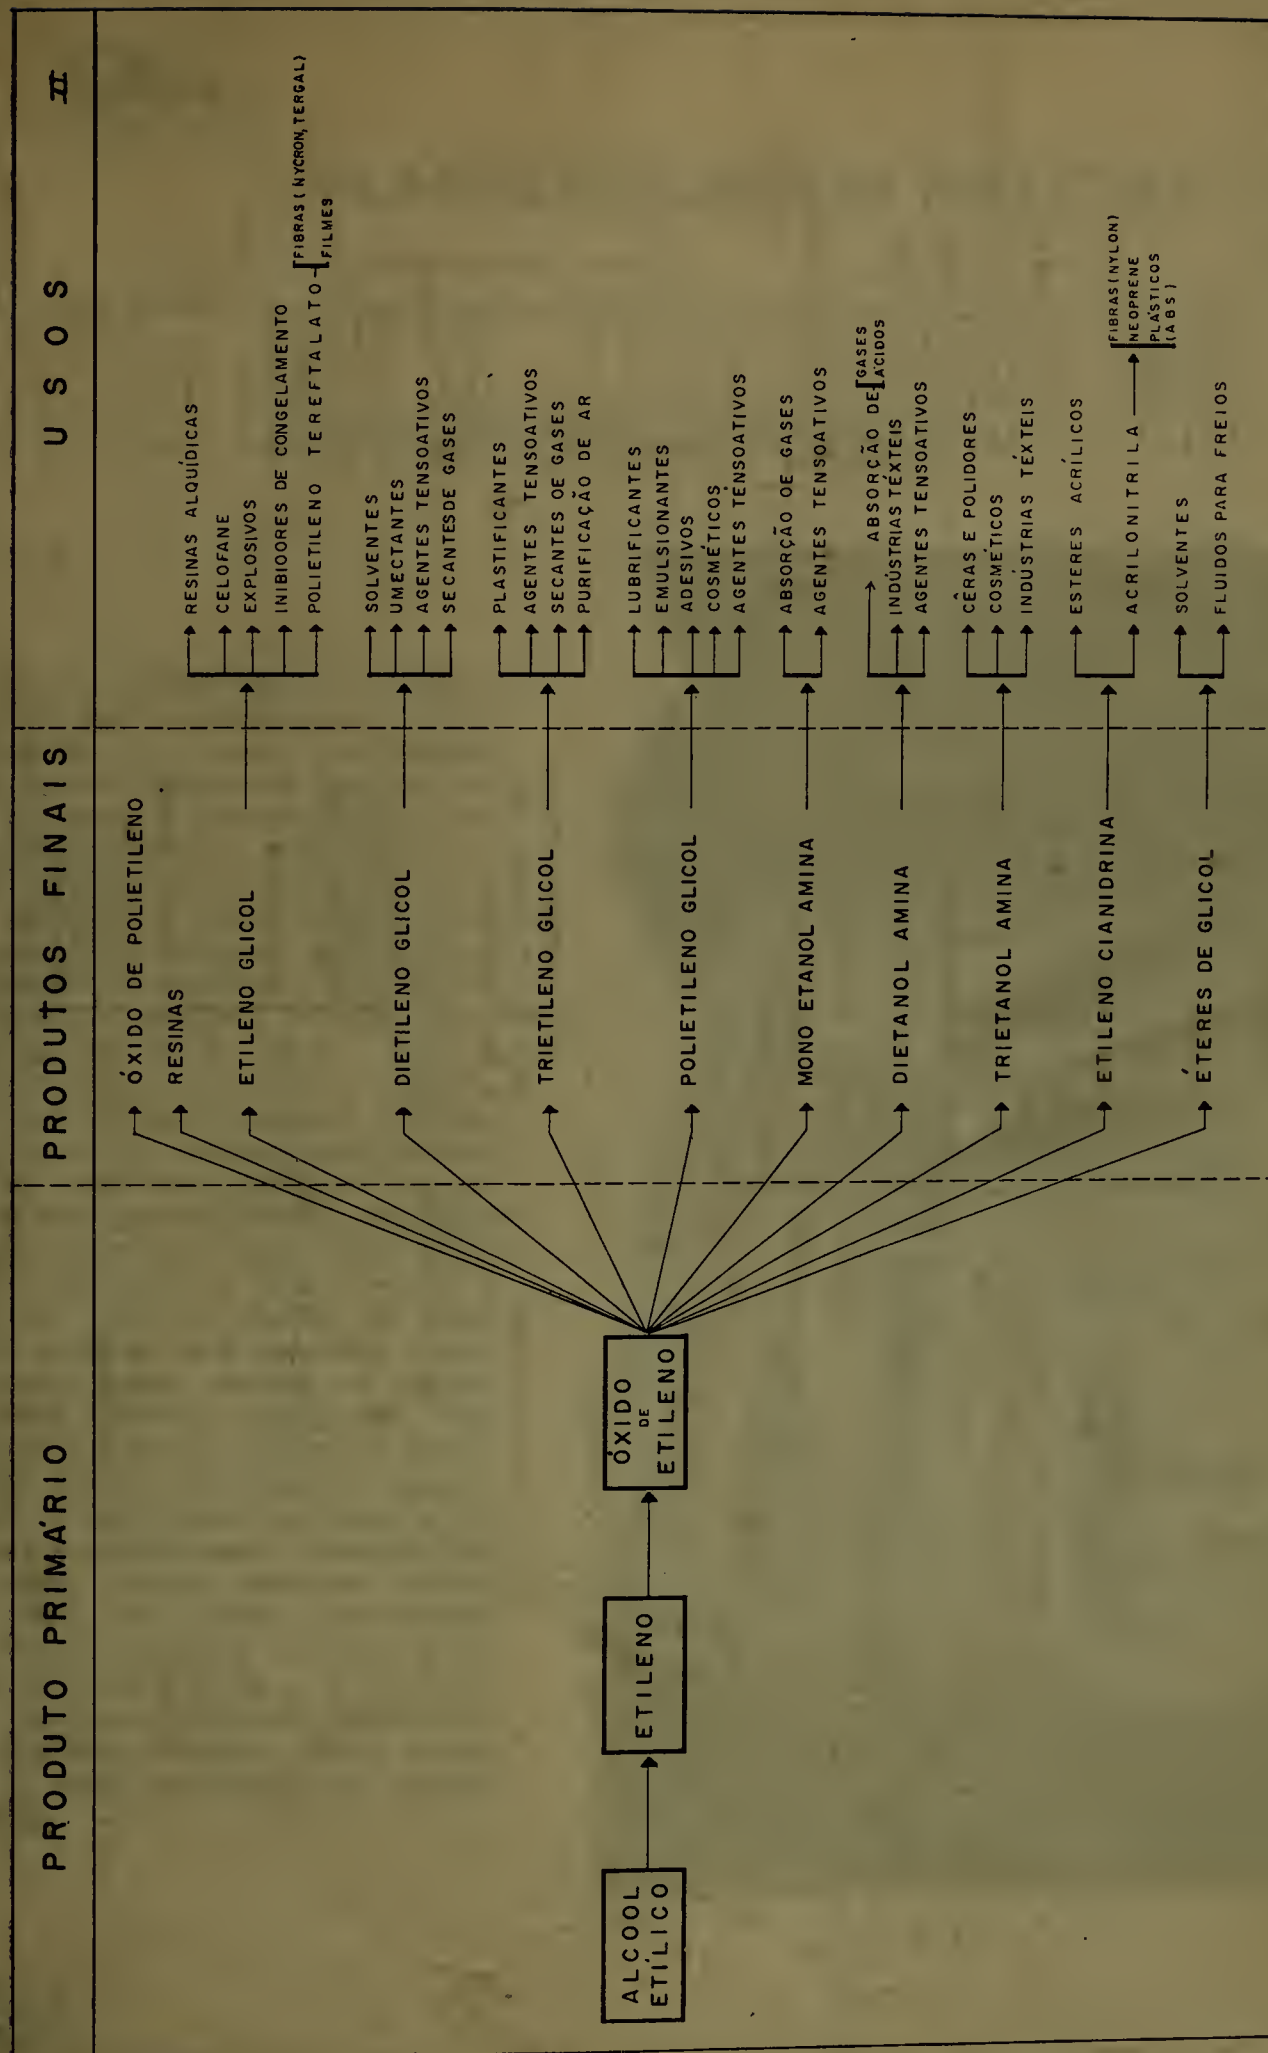 PRODUTO PRIMÁRIO
PRODUTOS FINAIS
USOS
II
ALCOOL
ETÍLICO
ETILENO
ÓXIDO
DE
ETILENO
ÓXIDO DE POLIETILENO
RESINAS
ETILENO GLICOL
RESINAS ALQUÍDICAS
CELOFANE
EXPLOSIVOS
INIBIDORES DE CONGELAMENTO
POLIETILENO TEREFTALATO
FIBRAS (NYCRON, TERGAL)
FILMES
DIETILENO GLICOL
SOLVENTES
UMECTANTES
AGENTES TENSOATIVOS
SECANTES DE GASES
TRIETILENO GLICOL
PLASTIFICANTES
AGENTES TENSOATIVOS
SECANTES DE GASES
PURIFICAÇÃO DE AR
POLIETILENO GLICOL
LUBRIFICANTES
EMULSIONANTES
ADESIVOS
COSMÉTICOS
AGENTES TENSOATIVOS
MONO ETANOL AMINA
ABSORÇÃO DE GASES
AGENTES TENSOATIVOS
DIETANOL AMINA
ABSORÇÃO DE
GASES
ÁCIDOS
INDÚSTRIAS TÉXTEIS
AGENTES TENSOATIVOS
TRIETANOL AMINA
CÊRAS E POLIDORES
COSMÉTICOS
INDÚSTRIAS TÉXTEIS
ETILENO CIANIDRINA
ESTERES ACRÍLICOS
ACRILONITRILA
FIBRAS (NYLON)
NEOPRENE
PLÁSTICOS
(ABS)
ÉTERES DE GLICOL
SOLVENTES
FLUIDOS PARA FREIOS